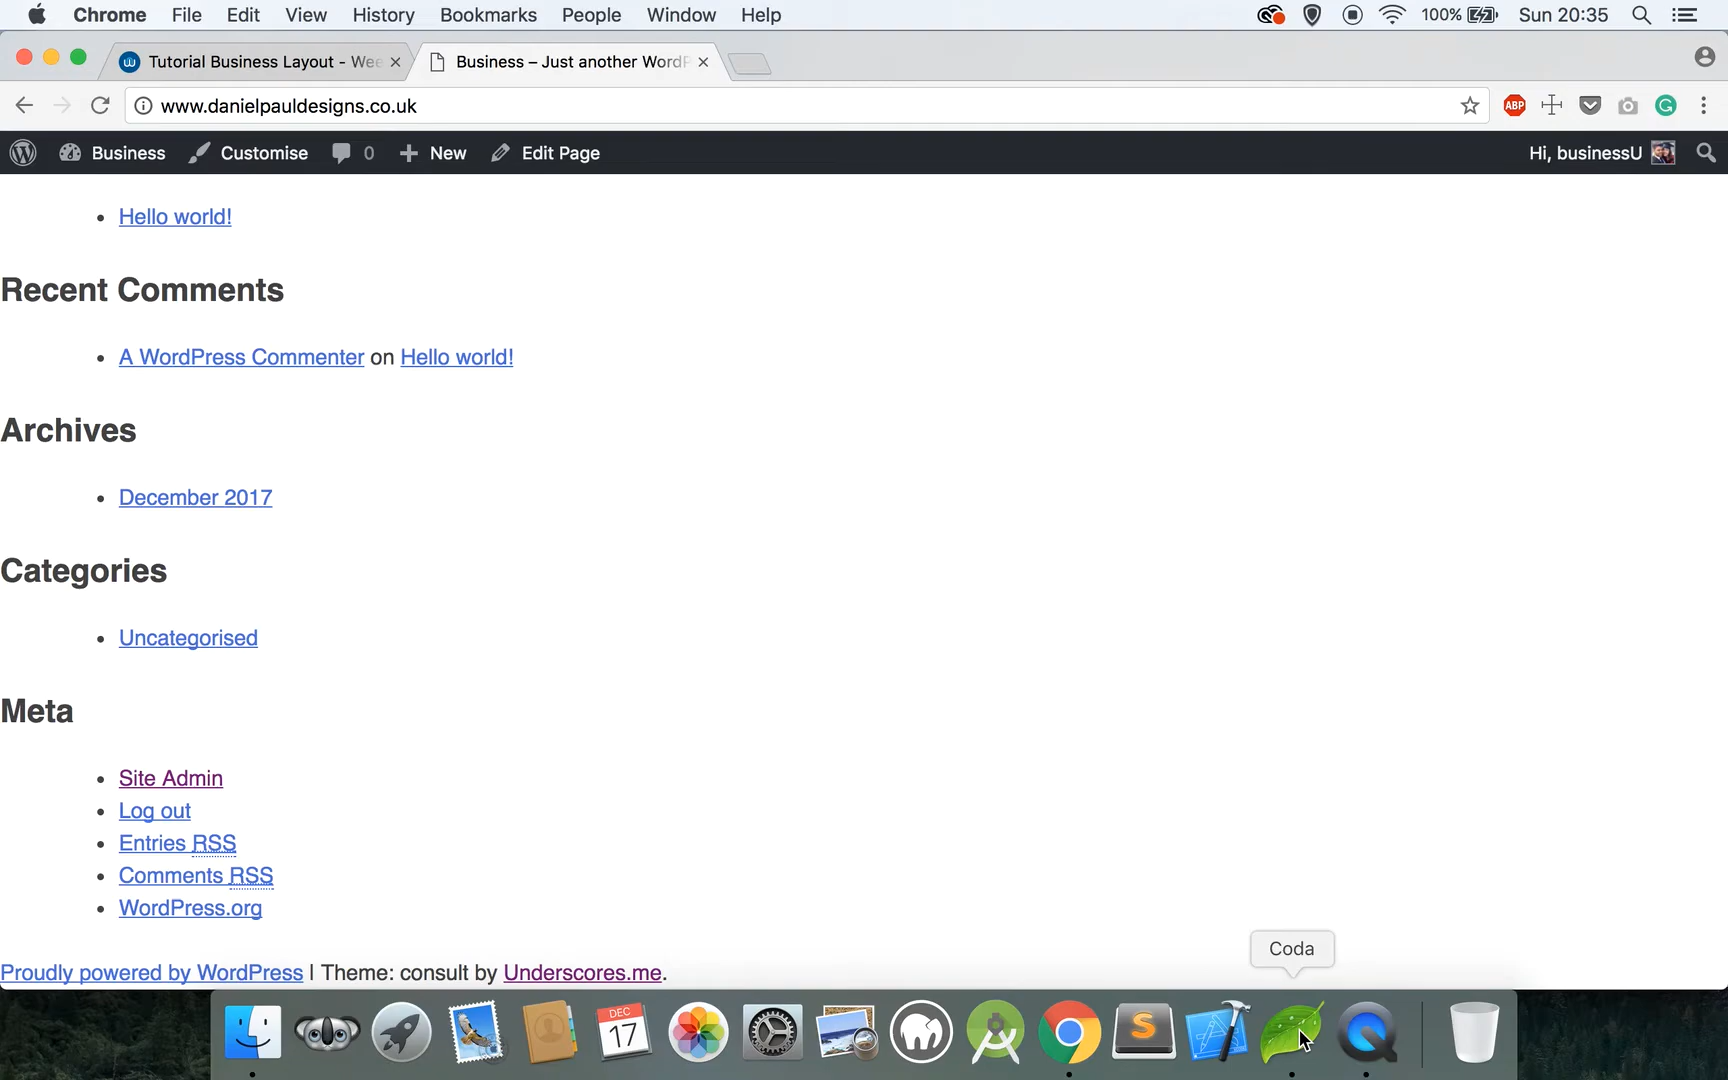 Chrome File Edit View History Bookmarks People Window Help 100% Sun 20:35
Tutorial Business Layout - Wee Business – Just another WordP
www.danielpauldesigns.co.uk ABP
Business Customise 0 New Edit Page Hi, businessU
Hello world!
Recent Comments
A WordPress Commenter on Hello world!
Archives
December 2017
Categories
Uncategorised
Meta
Site Admin
Log out
Entries RSS
Comments RSS
WordPress.org
Coda
Proudly powered by WordPress | Theme: consult by Underscores.me.
DEC
17